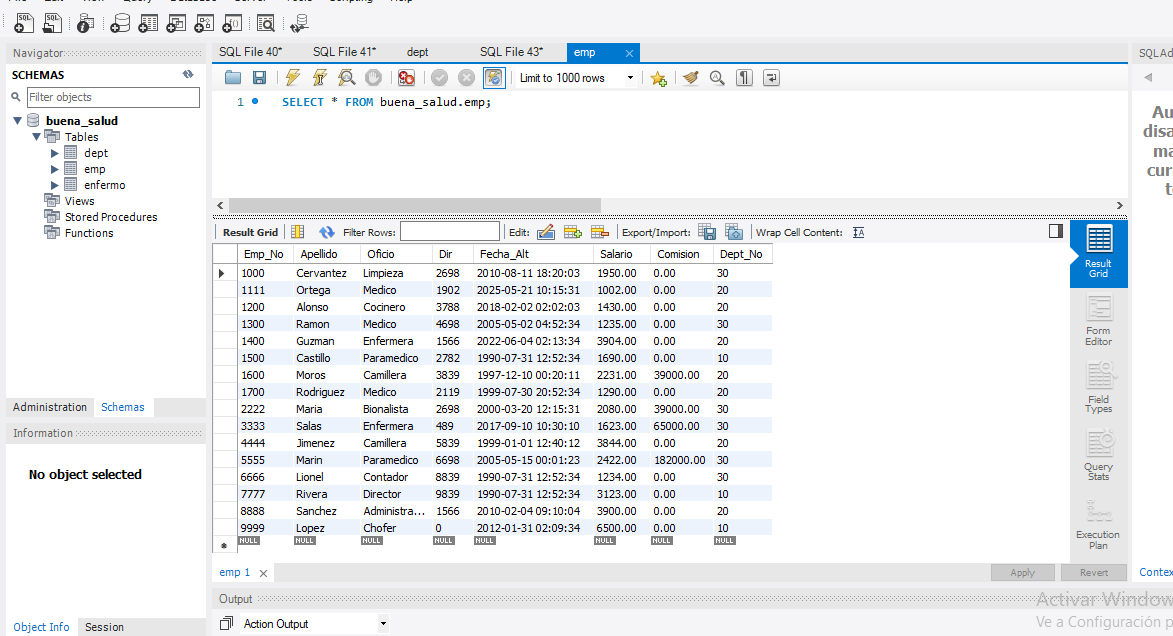 Query Database Server Tools Scripting Help
Navigator
SCHEMAS
Filter objects
buena_salud
Tables
dept
emp
enfermo
Views
Stored Procedures
Functions
Administration Schemas
Information
No object selected
Object Info Session
SQL File 40* SQL File 41* dept SQL File 43* emp
Limit to 1000 rows
1 SELECT * FROM buena_salud.emp;
Result Grid Filter Rows: Edit: Export/Import: Wrap Cell Content:
Emp_No Apellido Oficio Dir Fecha_Alt Salario Comision Dept_No
1000 Cervantez Limpieza 2698 2010-08-11 18:20:03 1950.00 0.00 30
1111 Ortega Medico 1902 2025-05-21 10:15:31 1002.00 0.00 20
1200 Alonso Cocinero 3788 2018-02-02 02:02:03 1430.00 0.00 20
1300 Ramon Medico 4698 2005-05-02 04:52:34 1235.00 0.00 30
1400 Guzman Enfermera 1566 2022-06-04 02:13:34 3904.00 0.00 20
1500 Castillo Paramedico 2782 1990-07-31 12:52:34 1690.00 0.00 10
1600 Moros Camillera 3839 1997-12-10 00:20:11 2231.00 39000.00 20
1700 Rodriguez Medico 2119 1999-07-30 20:52:34 1290.00 0.00 20
2222 Maria Bionalista 2698 2000-03-20 12:15:31 2080.00 39000.00 30
3333 Salas Enfermera 489 2017-09-10 10:30:10 1623.00 65000.00 30
4444 Jimenez Camillera 5839 1999-01-01 12:40:12 3844.00 0.00 20
5555 Marin Paramedico 6698 2005-05-15 00:01:23 2422.00 182000.00 30
6666 Lionel Contador 8839 1990-07-31 12:52:34 1234.00 0.00 30
7777 Rivera Director 9839 1990-07-31 12:52:34 3123.00 0.00 10
8888 Sanchez Administra... 1566 2010-02-04 09:10:04 3900.00 0.00 20
9999 Lopez Chofer 0 2012-01-31 02:09:34 6500.00 0.00 10
NULL NULL NULL NULL NULL NULL NULL NULL
Result
Grid
Form
Editor
Field
Types
Query
Stats
Execution
Plan
emp 1 Apply Revert
Output
Action Output
SQLAd
Au
disa
ma
cur
t
Contex
Activar Window
Ve a Configuración p